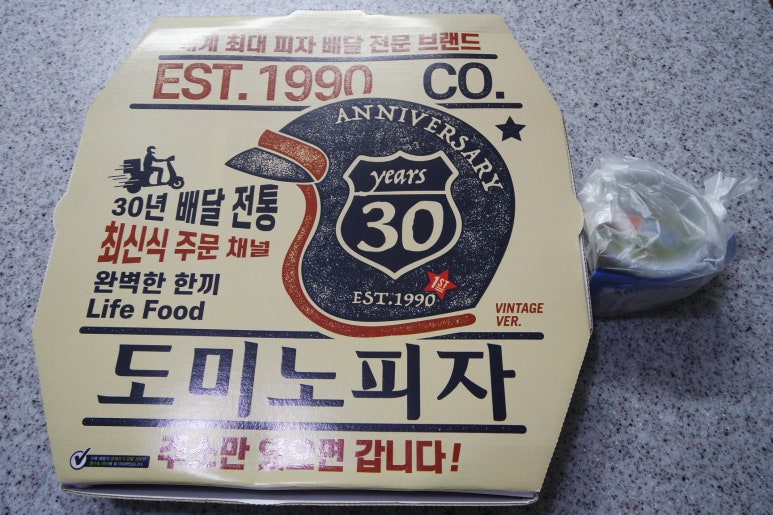 세계 최대 피자 배달 전문 브랜드
EST. 1990 CO.
ANNIVERSARY
years
30
1ST
EST. 1990
30년 배달 전통
최신식 주문 채널
완벽한 한끼
Life Food
VINTAGE
VER.
도미노피자
주소만 있으면 갑니다!